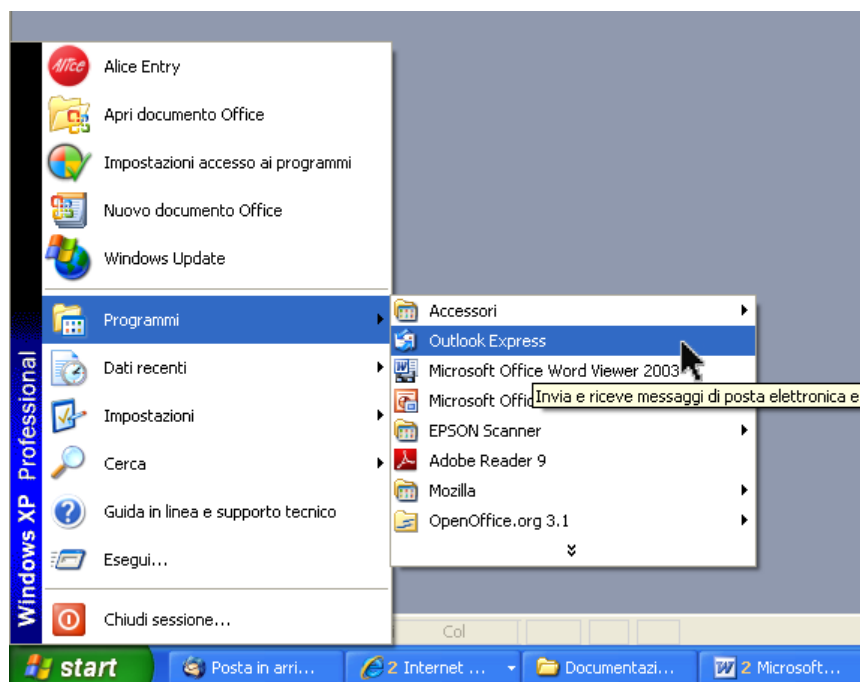 Alice
Alice Entry
Apri documento Office
Impostazioni accesso ai programmi
Nuovo documento Office
Windows Update
Programmi
Dati recenti
Impostazioni
Cerca
Guida in linea e supporto tecnico
Esegui...
Chiudi sessione...
Windows XP Professional
Accessori
Outlook Express
Microsoft Office Word Viewer 2003
Microsoft Offic
Invia e riceve messaggi di posta elettronica e
EPSON Scanner
Adobe Reader 9
Mozilla
OpenOffice.org 3.1
Col
start
Posta in arri...
2 Internet ...
Documentazi...
2 Microsoft...